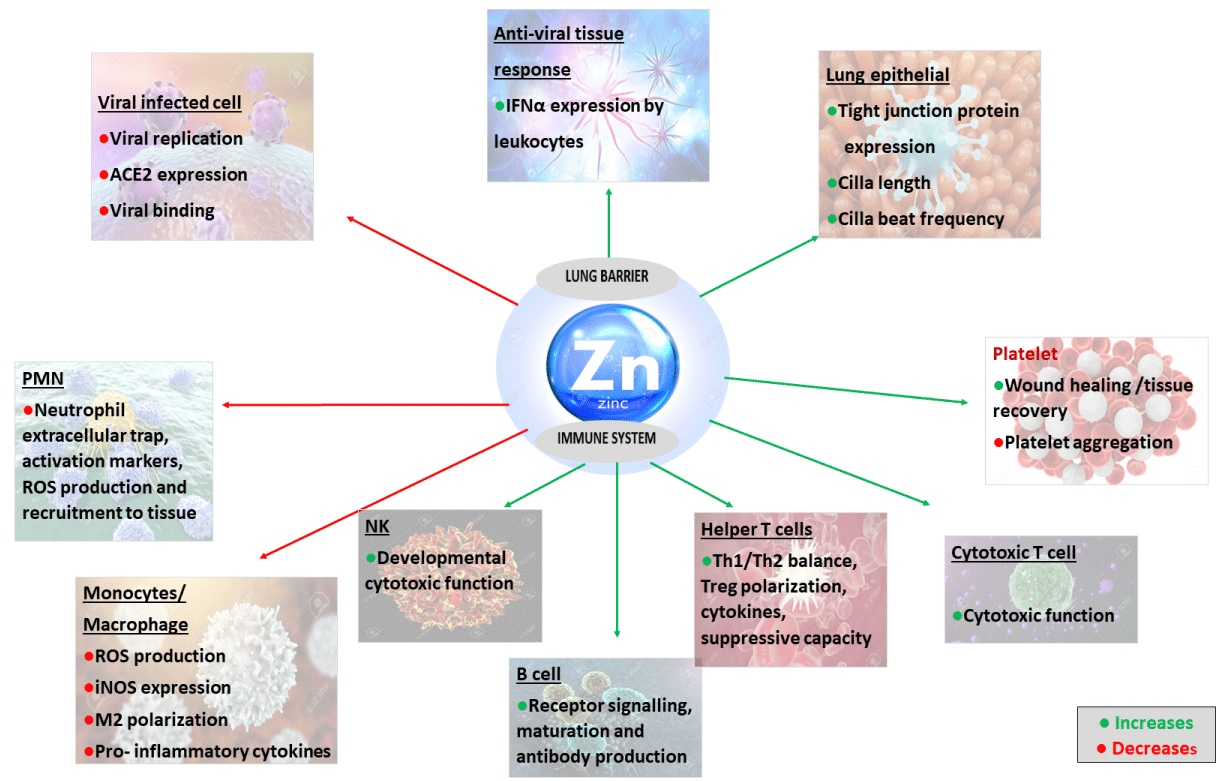 Anti-viral tissue
response
●IFNα expression by
leukocytes
Viral infected cell
●Viral replication
●ACE2 expression
●Viral binding
Lung epithelial
●Tight junction protein
expression
●Cilla length
●Cilla beat frequency
LUNG BARRIER
Zn
zinc
IMMUNE SYSTEM
Platelet
●Wound healing /tissue
recovery
●Platelet aggregation
PMN
●Neutrophil
extracellular trap,
activation markers,
ROS production and
recruitment to tissue
NK
●Developmental
cytotoxic function
Helper T cells
●Th1/Th2 balance,
Treg polarization,
cytokines,
suppressive capacity
Cytotoxic T cell
●Cytotoxic function
Monocytes/
Macrophage
●ROS production
●iNOS expression
●M2 polarization
●Pro- inflammatory cytokines
B cell
●Receptor signalling,
maturation and
antibody production
● Increases
● Decreases